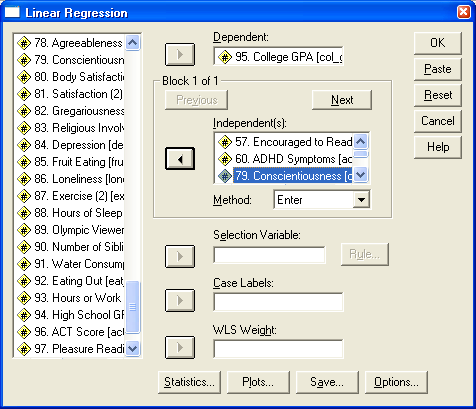 Linear Regression
78. Agreeableness
79. Conscientiousn
80. Body Satisfactio
81. Satisfaction (2)
82. Gregariousness
83. Religious Involv
84. Depression [de
85. Fruit Eating [fru
86. Loneliness [lon
87. Exercise (2) [ex
88. Hours of Sleep
89. Olympic Viewer
90. Number of Sibli
91. Water Consump
92. Eating Out [eat_
93. Hours or Work
94. High School GF
96. ACT Score [act
97. Pleasure Readi
Dependent:
95. College GPA [col_g
Block 1 of 1
Previous
Next
Independent(s):
57. Encouraged to Read
60. ADHD Symptoms [ac
79. Conscientiousness [c
Method:
Enter
Selection Variable:
Rule...
Case Labels:
WLS Weight:
Statistics...
Plots...
Save...
Options...
OK
Paste
Reset
Cancel
Help